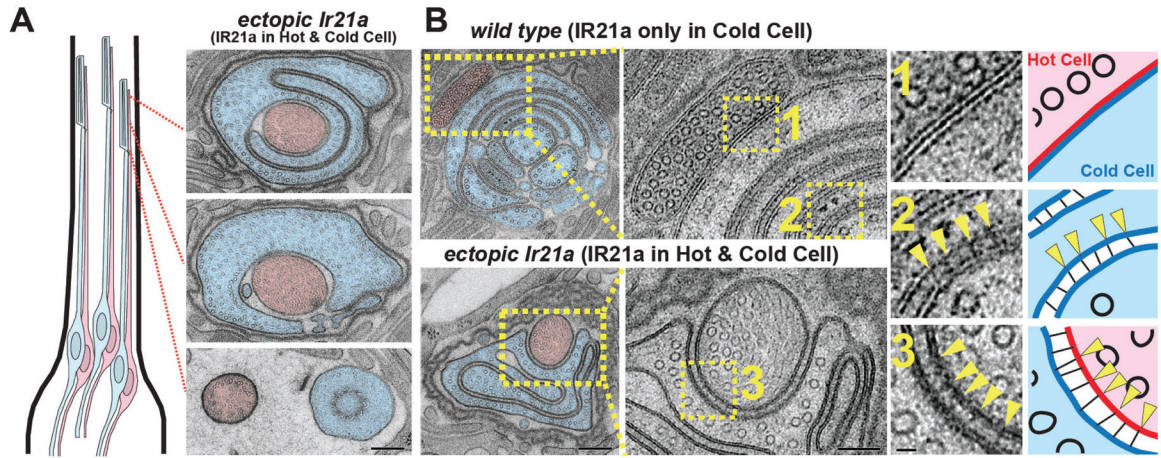 A
ectopic Ir21a
(IR21a in Hot & Cold Cell)
B
wild type (IR21a only in Cold Cell)
1
2
ectopic Ir21a (IR21a in Hot & Cold Cell)
3
1
Hot Cell
Cold Cell
2
3